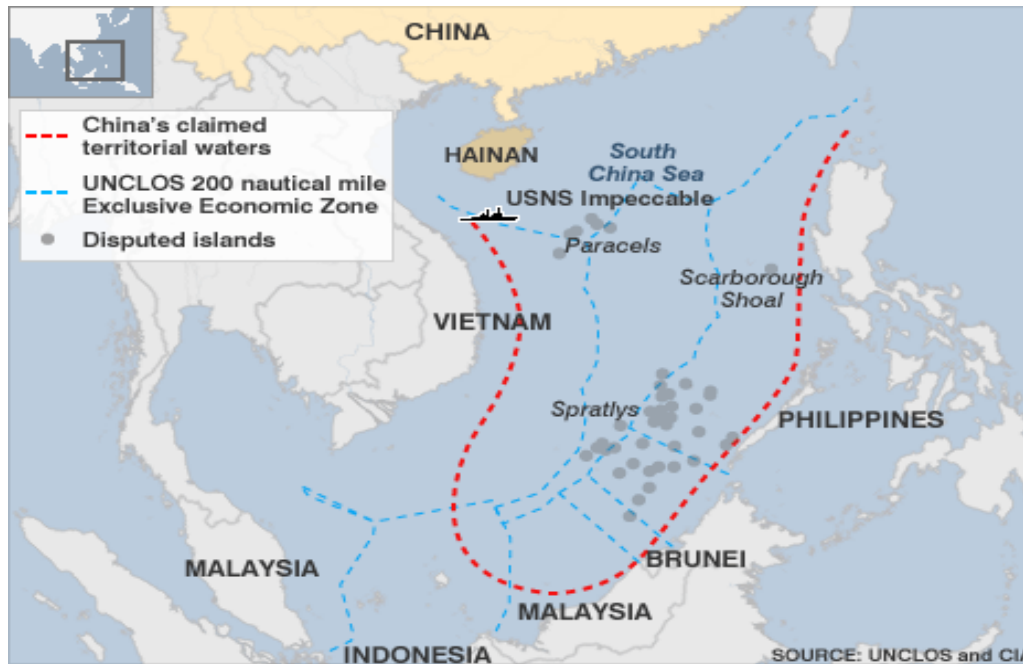 CHINA
China's claimed
territorial waters
UNCLOS 200 nautical mile
Exclusive Economic Zone
Disputed islands
HAINAN
South
China Sea
USNS Impeccable
Paracels
Scarborough
Shoal
VIETNAM
Spratlys
PHILIPPINES
MALAYSIA
BRUNEI
MALAYSIA
INDONESIA
SOURCE: UNCLOS and CIA